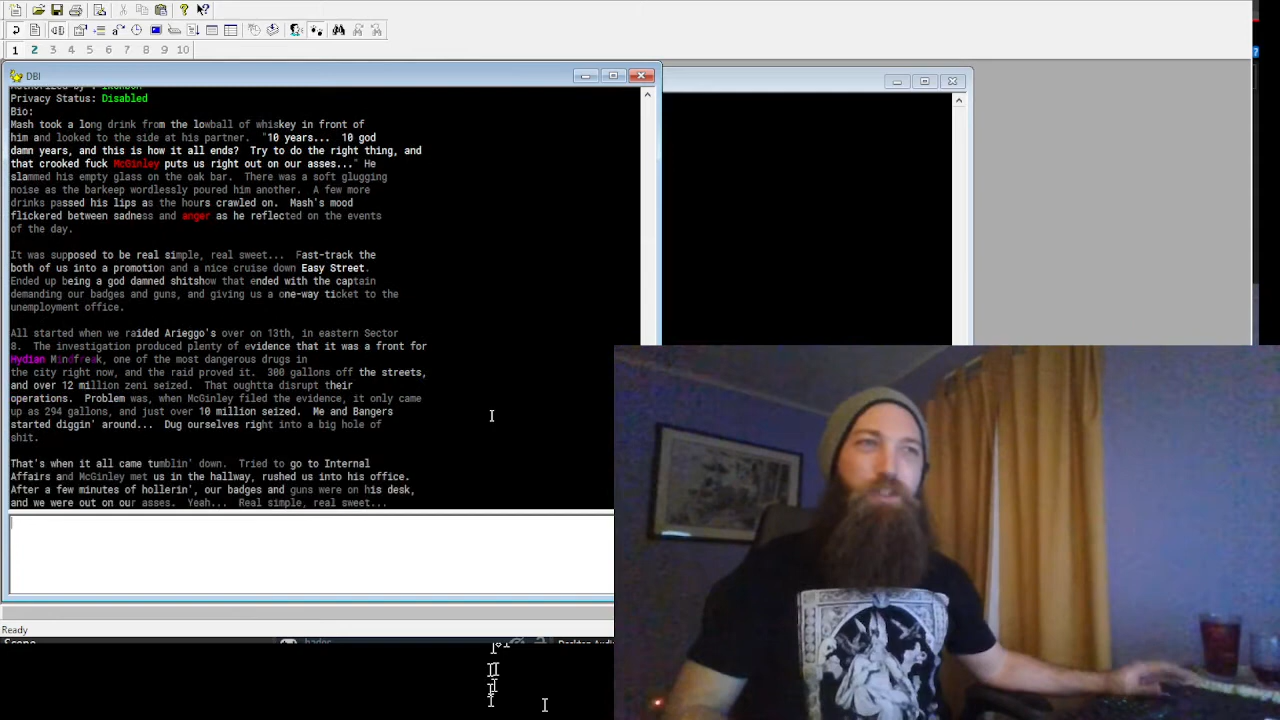 1 2 3 4 5 6 7 8 9 10
DBI
Privacy Status: Disabled
Bio:
Mash took a long drink from the lowball of whiskey in front of
him and looked to the side at his partner.  "10 years...  10 god
damn years, and this is how it all ends?  Try to do the right thing, and
that crooked fuck McGinley puts us right out on our asses..." He
slammed his empty glass on the oak bar.  There was a soft glugging
noise as the barkeep wordlessly poured him another.  A few more
drinks passed his lips as the hours crawled on.  Mash's mood
flickered between sadness and anger as he reflected on the events
of the day.
It was supposed to be real simple, real sweet...  Fast-track the
both of us into a promotion and a nice cruise down Easy Street.
Ended up being a god damned shitshow that ended with the captain
demanding our badges and guns, and giving us a one-way ticket to the
unemployment office.
All started when we raided Arieggo's over on 13th, in eastern Sector
8.  The investigation produced plenty of evidence that it was a front for
Hydian Mindfreak, one of the most dangerous drugs in
the city right now, and the raid proved it.  300 gallons off the streets,
and over 12 million zeni seized.  That oughtta disrupt their
operations.  Problem was, when McGinley filed the evidence, it only came
up as 294 gallons, and just over 10 million seized.  Me and Bangers
started diggin' around...  Dug ourselves right into a big hole of
shit.
That's when it all came tumblin' down.  Tried to go to Internal
Affairs and McGinley met us in the hallway, rushed us into his office.
After a few minutes of hollerin', our badges and guns were on his desk,
and we were out on our asses.  Yeah...  Real simple, real sweet...
Ready